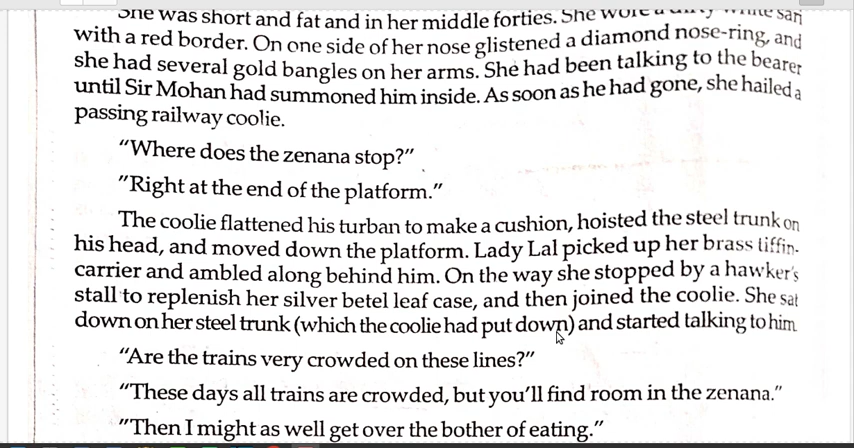 She was short and fat and in her middle forties. She wore a dirty white sari
with a red border. On one side of her nose glistened a diamond nose-ring, and
she had several gold bangles on her arms. She had been talking to the bearer
until Sir Mohan had summoned him inside. As soon as he had gone, she hailed a
passing railway coolie.
“Where does the zenana stop?”
“Right at the end of the platform.”
The coolie flattened his turban to make a cushion, hoisted the steel trunk on
his head, and moved down the platform. Lady Lal picked up her brass tiffin-
carrier and ambled along behind him. On the way she stopped by a hawker's
stall to replenish her silver betel leaf case, and then joined the coolie. She sat
down on her steel trunk (which the coolie had put down) and started talking to him.
“Are the trains very crowded on these lines?”
“These days all trains are crowded, but you'll find room in the zenana.”
“Then I might as well get over the bother of eating.”